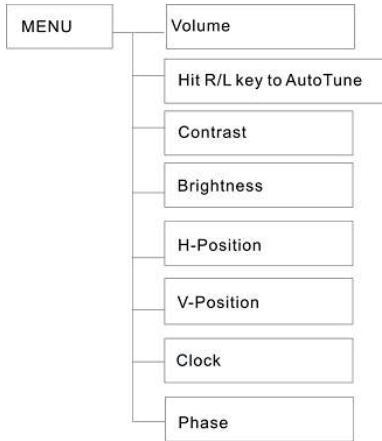 MENU
Volume
Hit R/L key to AutoTune
Contrast
Brightness
H-Position
V-Position
Clock
Phase